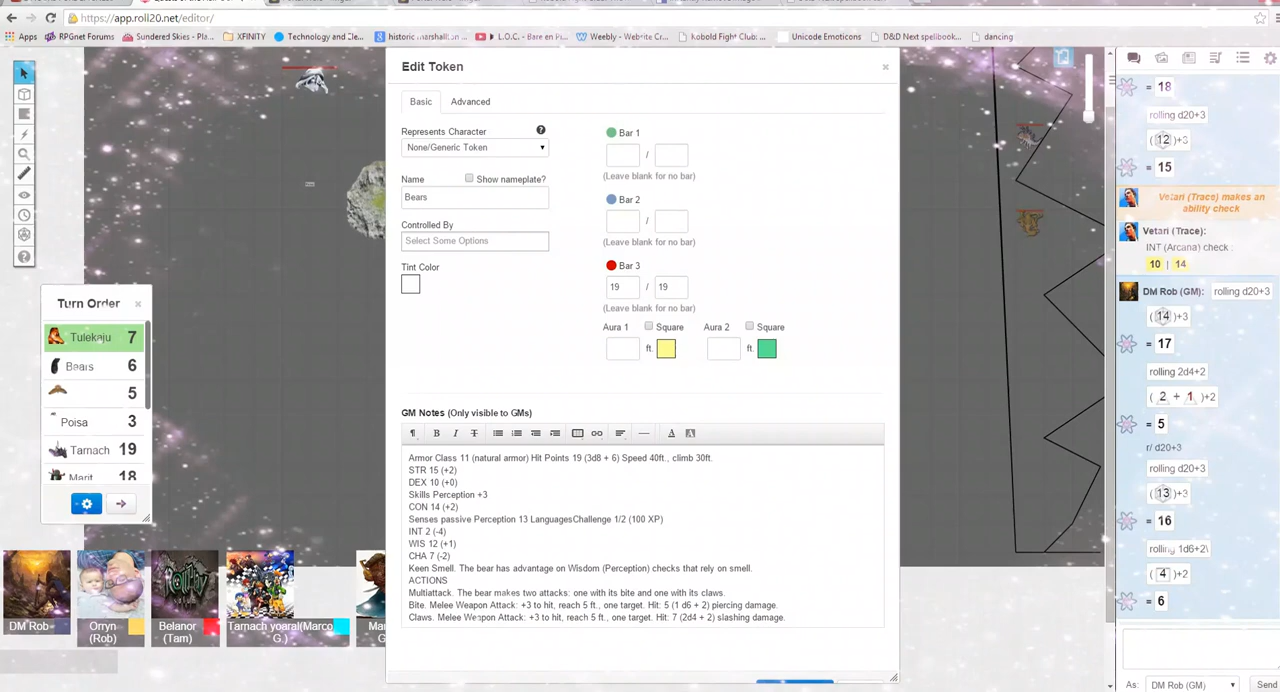 https://app.roll20.net/editor/
Apps
RPGnet Forums
Sundered Skies - Pla...
XFINITY
Technology and Ele...
historic marshallton ...
L.O.C. - Bare en Pi...
Weebly - Website Cr...
Kobold Fight Club: ...
Unicode Emoticons
D&D Next spellbook...
dancing
Edit Token
×
Basic
Advanced
Represents Character
None/Generic Token
Name
Show nameplate?
Bears
Controlled By
Select Some Options
Tint Color
Bar 1
/
(Leave blank for no bar)
Bar 2
/
(Leave blank for no bar)
Bar 3
19 / 19
(Leave blank for no bar)
Aura 1
Square
Aura 2
Square
ft.
ft.
GM Notes (Only visible to GMs)
Armor Class 11 (natural armor) Hit Points 19 (3d8 + 6) Speed 40ft., climb 30ft.
STR 15 (+2)
DEX 10 (+0)
Skills Perception +3
CON 14 (+2)
Senses passive Perception 13 LanguagesChallenge 1/2 (100 XP)
INT 2 (-4)
WIS 12 (+1)
CHA 7 (-2)
Keen Smell. The bear has advantage on Wisdom (Perception) checks that rely on smell.
ACTIONS
Multiattack. The bear makes two attacks: one with its bite and one with its claws.
Bite. Melee Weapon Attack: +3 to hit, reach 5 ft., one target. Hit: 5 (1 d6 + 2) piercing damage.
Claws. Melee Weapon Attack: +3 to hit, reach 5 ft., one target. Hit: 7 (2d4 + 2) slashing damage.
Turn Order ×
Tulekaju 7
Bears 6
5
Poisa 3
Tarnach 19
Marit 18
DM Rob
Orryn (Rob)
Belanor (Tam)
Tarnach yoaral(Marco G.)
G.)
= 18
rolling d20+3
(12)+3
= 15
Vetari (Trace) makes an
ability check
Vetari (Trace):
INT (Arcana) check :
10 | 14
DM Rob (GM): rolling d20+3
(14)+3
= 17
rolling 2d4+2
( 2 + 1 )+2
= 5
r/ d20+3
rolling d20+3
(13)+3
= 16
rolling 1d6+2\
( 4 )+2
= 6
As: DM Rob (GM)
Send